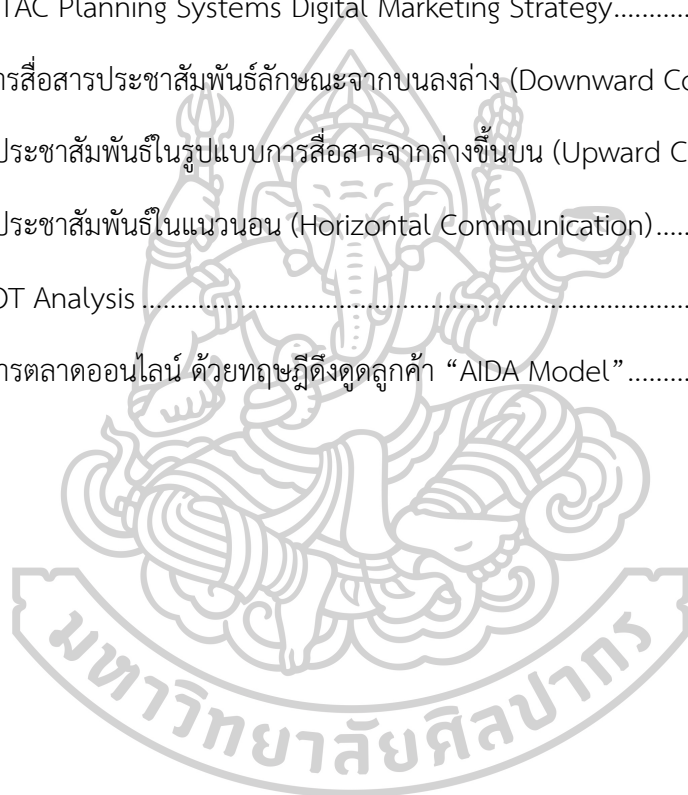 TAC Planning Systems Digital Marketing Strategy............
ารสื่อสารประชาสัมพันธ์ลักษณะจากบนลงล่าง (Downward Co
ประชาสัมพันธ์ในรูปแบบการสื่อสารจากล่างขึ้นบน (Upward C
ประชาสัมพันธ์ในแนวนอน (Horizontal Communication).....
OT Analysis ................................................................................
ารตลาดออนไลน์ ด้วยทฤษฎีดึงดูดลูกค้า “AIDA Model”.........
มหาวิทยาลัยศิลปากร